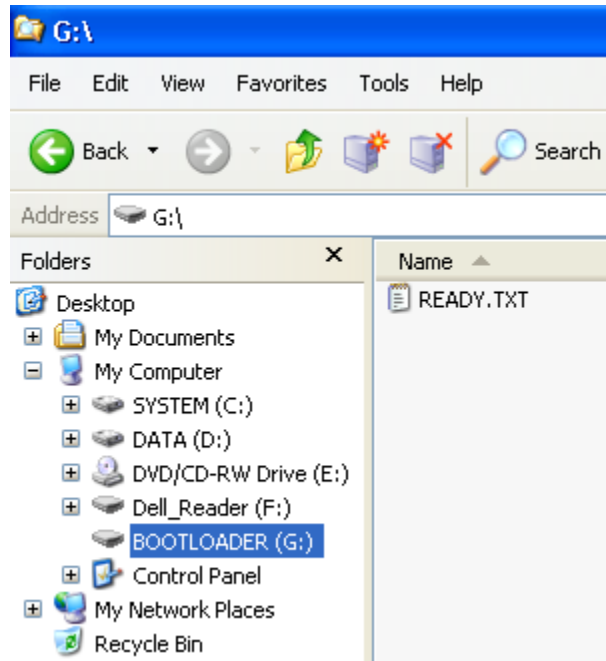 G:\
File Edit View Favorites Tools Help
Back Search
Address G:\
Folders X Name
Desktop READY.TXT
My Documents
My Computer
SYSTEM (C:)
DATA (D:)
DVD/CD-RW Drive (E:)
Dell_Reader (F:)
BOOTLOADER (G:)
Control Panel
My Network Places
Recycle Bin